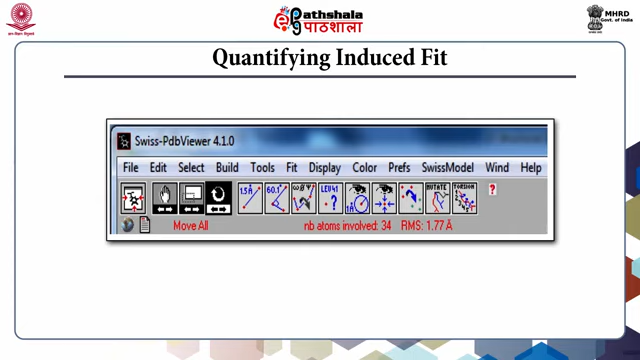 ePathshala
पाठशाला
MHRD
Govt. of India
Quantifying Induced Fit
Swiss-PdbViewer 4.1.0
File Edit Select Build Tools Fit Display Color Prefs SwissModel Wind Help
1.5Å 60.1° ω φ ψ LEU41 ? 1Å MUTATE TORSION ?
Move All nb atoms involved: 34 RMS: 1.77 Å